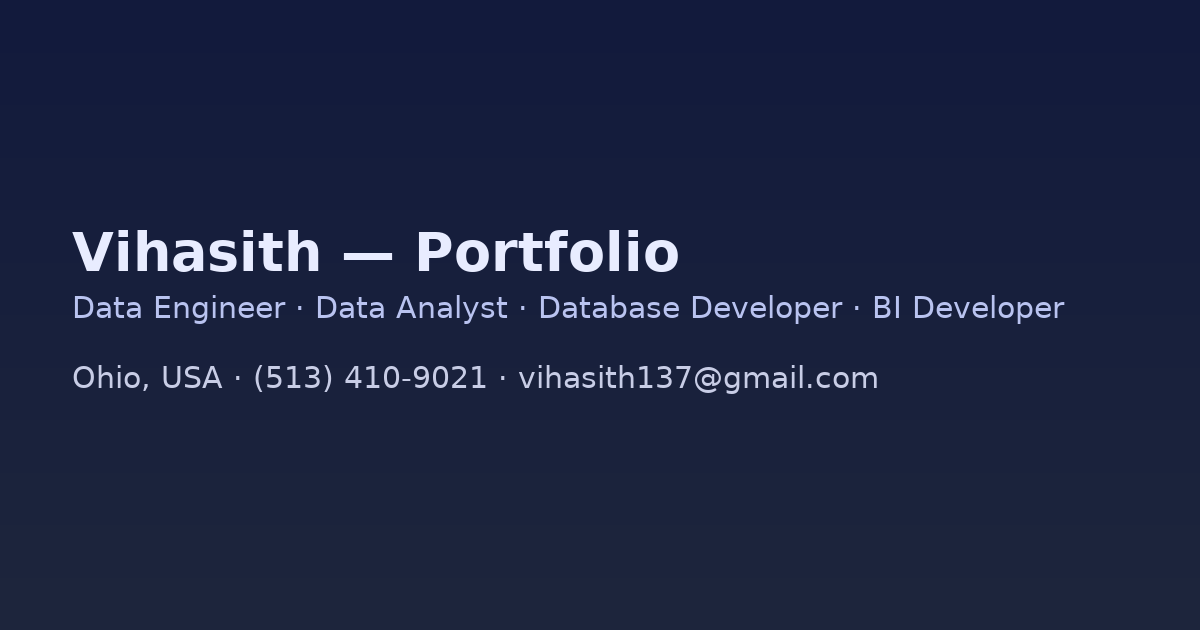 Vihasith — Portfolio
Data Engineer · Data Analyst · Database Developer · BI Developer
Ohio, USA · (513) 410-9021 · vihasith137@gmail.com